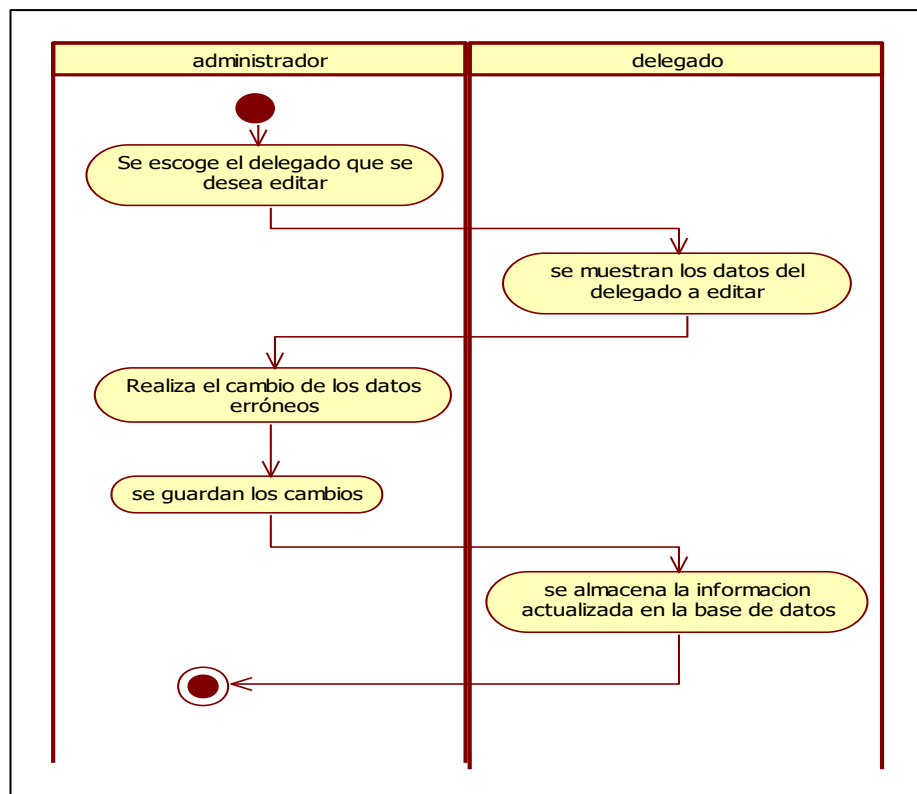 administrador
delegado
Se escoge el delegado que se
desea editar
se muestran los datos del
delegado a editar
Realiza el cambio de los datos
erróneos
se guardan los cambios
se almacena la informacion
actualizada en la base de datos